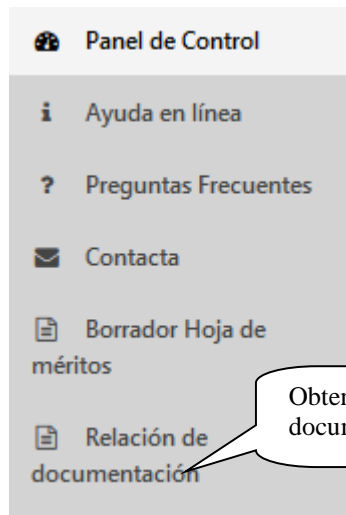 Panel de Control
i Ayuda en línea
? Preguntas Frecuentes
Contacta
Borrador Hoja de
méritos
Relación de
documentación